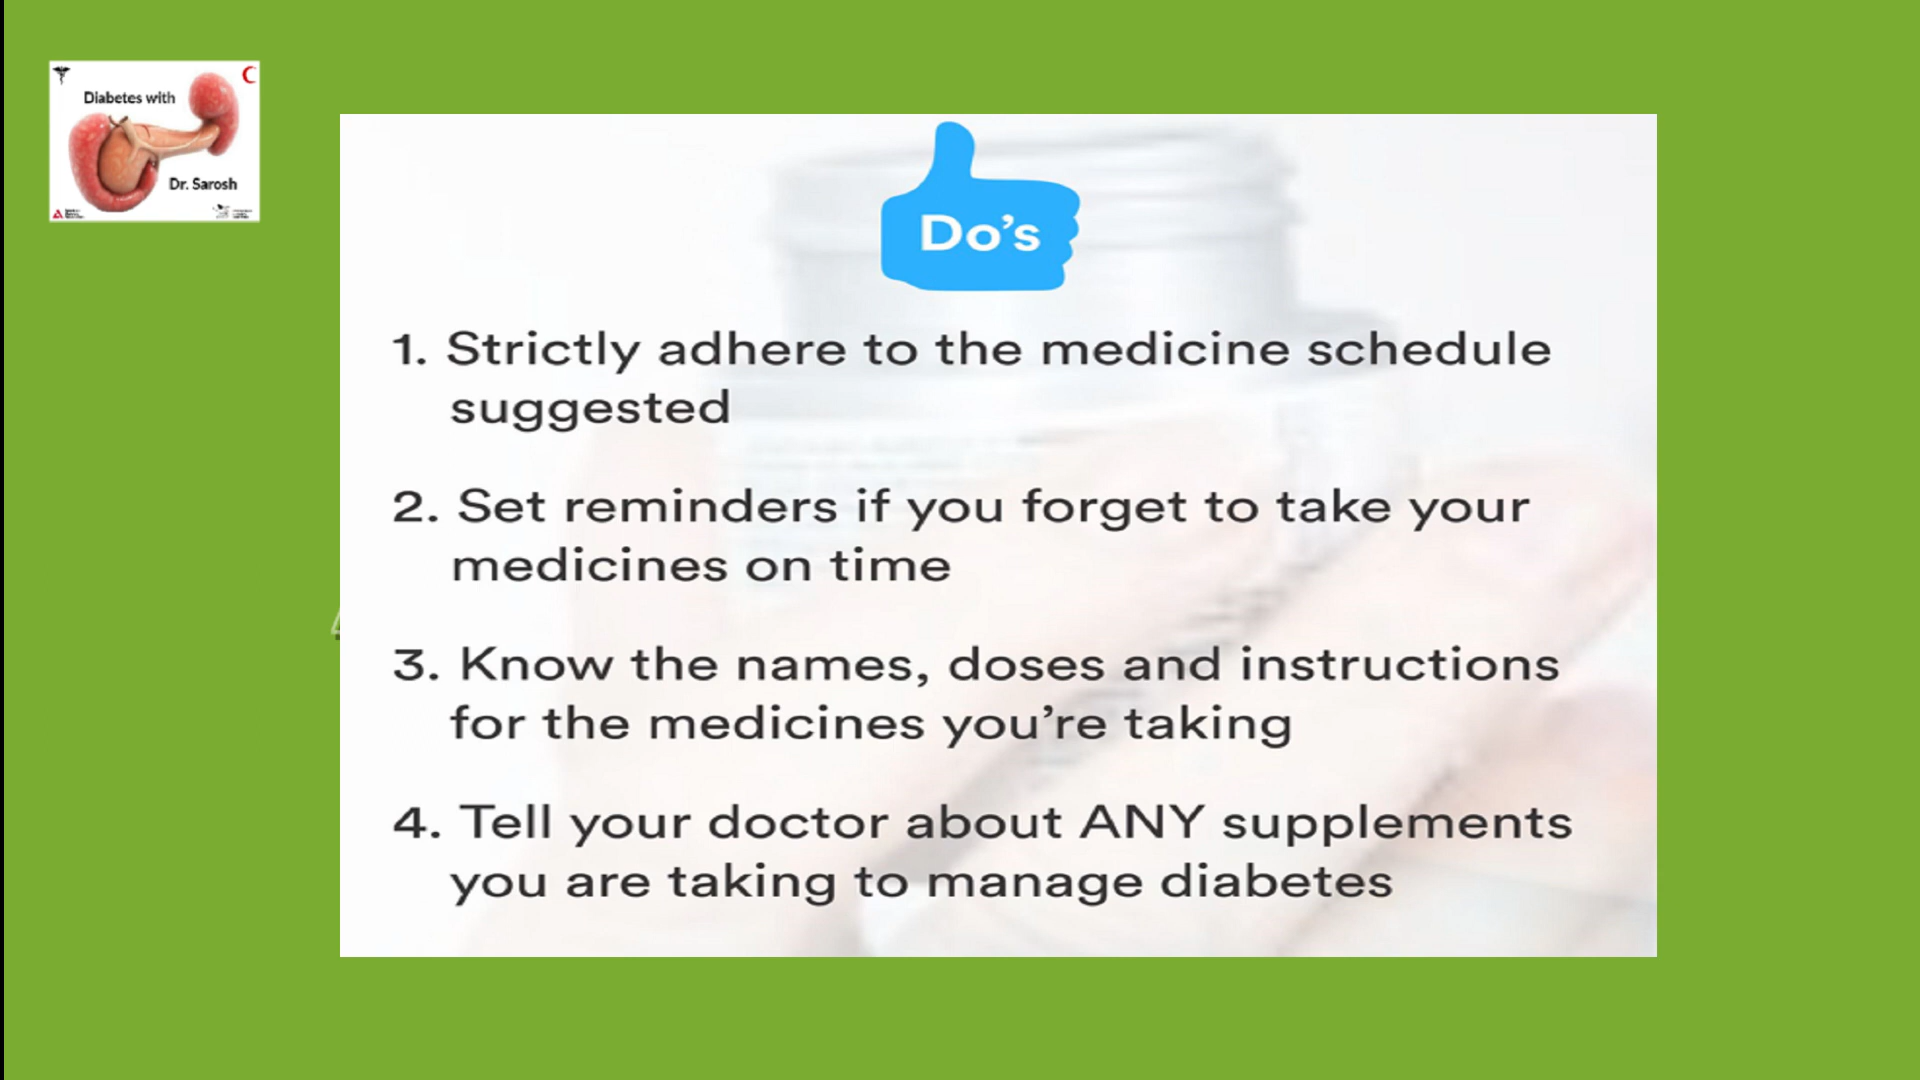 Diabetes with
Dr. Sarosh
Do's
1. Strictly adhere to the medicine schedule
suggested
2. Set reminders if you forget to take your
medicines on time
3. Know the names, doses and instructions
for the medicines you're taking
4. Tell your doctor about ANY supplements
you are taking to manage diabetes